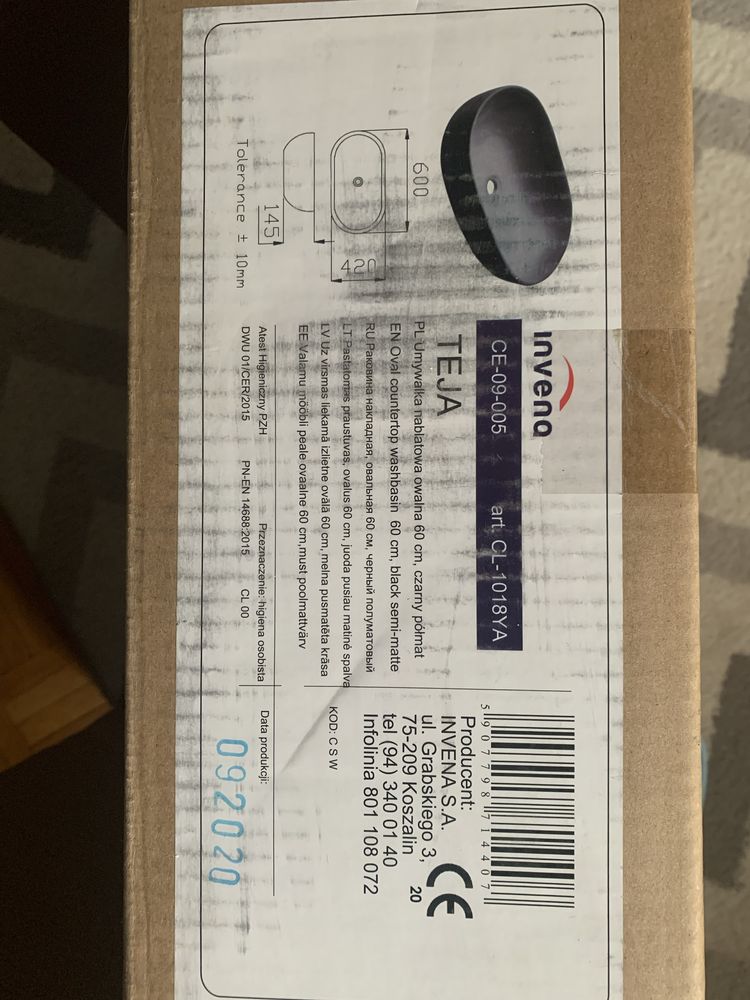 invena
CE-09-005 art. CL-1018YA
TEJA
PL Umywalka nablatowa owalna 60 cm, czarny półmat
EN Oval countertop washbasin 60 cm, black semi-matte
RU Раковина накладная, овальная 60 см, черный полуматовый
LT Pastatomas praustuvas, ovalus 60 cm, juoda pusiau matinė spalva
LV Uz virsmas liekamā izlietne ovālā 60 cm, melna pusmatēta krāsa
EE Valamu mööbli peale ovaalne 60 cm,must poolmattvärv
Atest Higieniczny PZH Przeznaczenie: higiena osobista
DWU 01/CER/2015 PN-EN 14688:2015 CL 00
600
420
145
Tolerance ± 10mm
5 907798 714407
Producent:
INVENA S.A.
ul. Grabskiego 3,
75-209 Koszalin
tel (94) 340 01 40
Infolinia 801 108 072
CE
20
KOD: C S W
Data produkcji:
092020